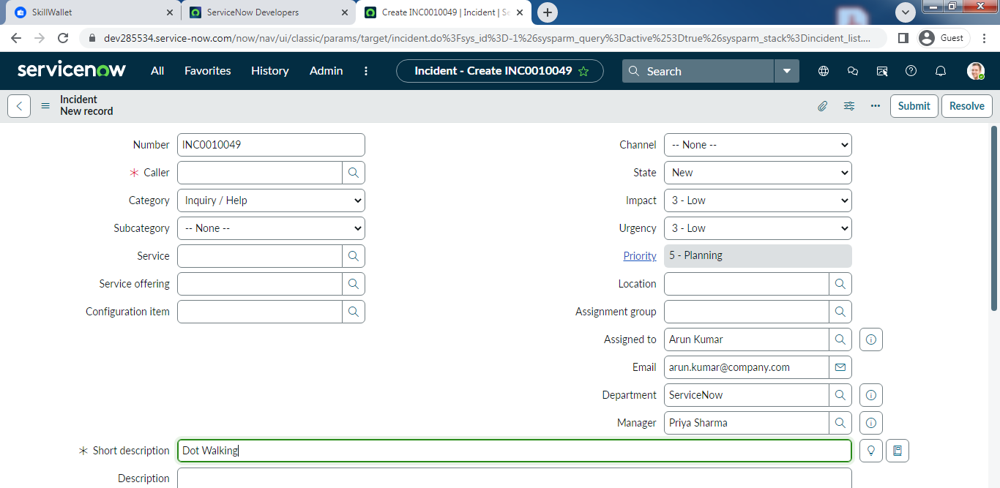 SkillWallet
ServiceNow Developers
Create INC0010049 | Incident | Se
dev285534.service-now.com/now/nav/ui/classic/params/target/incident.do%3Fsys_id%3D-1%26sysparm_query%3Dactive%253Dtrue%26sysparm_stack%3Dincident_list....
Guest
servicenow All Favorites History Admin Incident - Create INC0010049 Search
Incident
New record
Submit Resolve
Number INC0010049
Caller
Category Inquiry / Help
Subcategory -- None --
Service
Service offering
Configuration item
Channel -- None --
State New
Impact 3 - Low
Urgency 3 - Low
Priority 5 - Planning
Location
Assignment group
Assigned to Arun Kumar
Email arun.kumar@company.com
Department ServiceNow
Manager Priya Sharma
Short description Dot Walking
Description